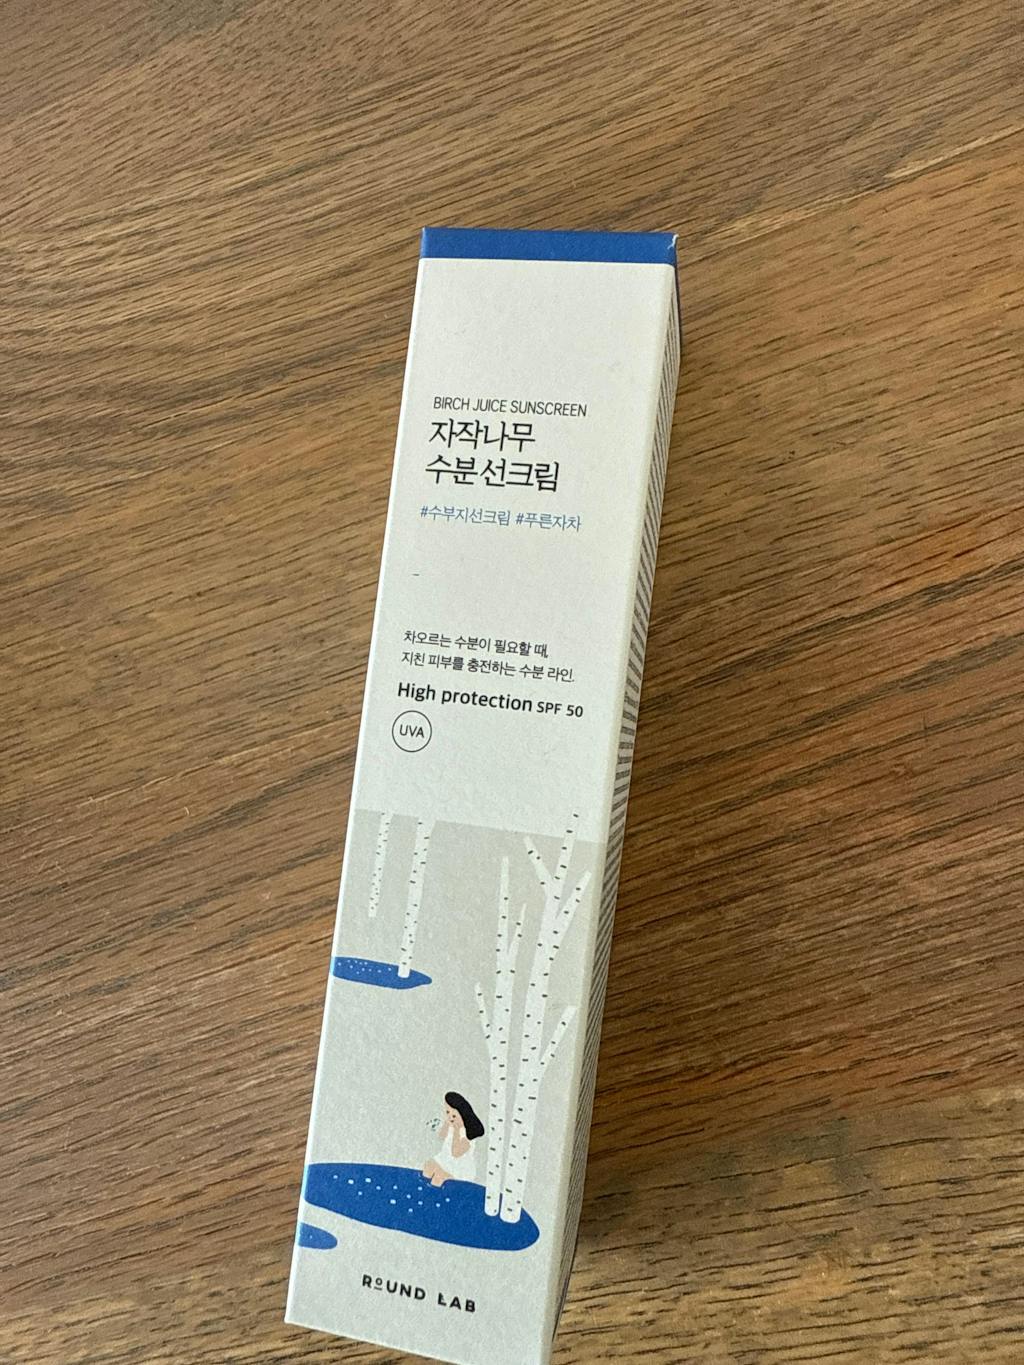 BIRCH JUICE SUNSCREEN
자작나무
수분 선크림
#수부지선크림 #푸른자차
차오르는 수분이 필요할 때,
지친 피부를 충전하는 수분 라인.
High protection SPF 50
UVA
ROUND LAB